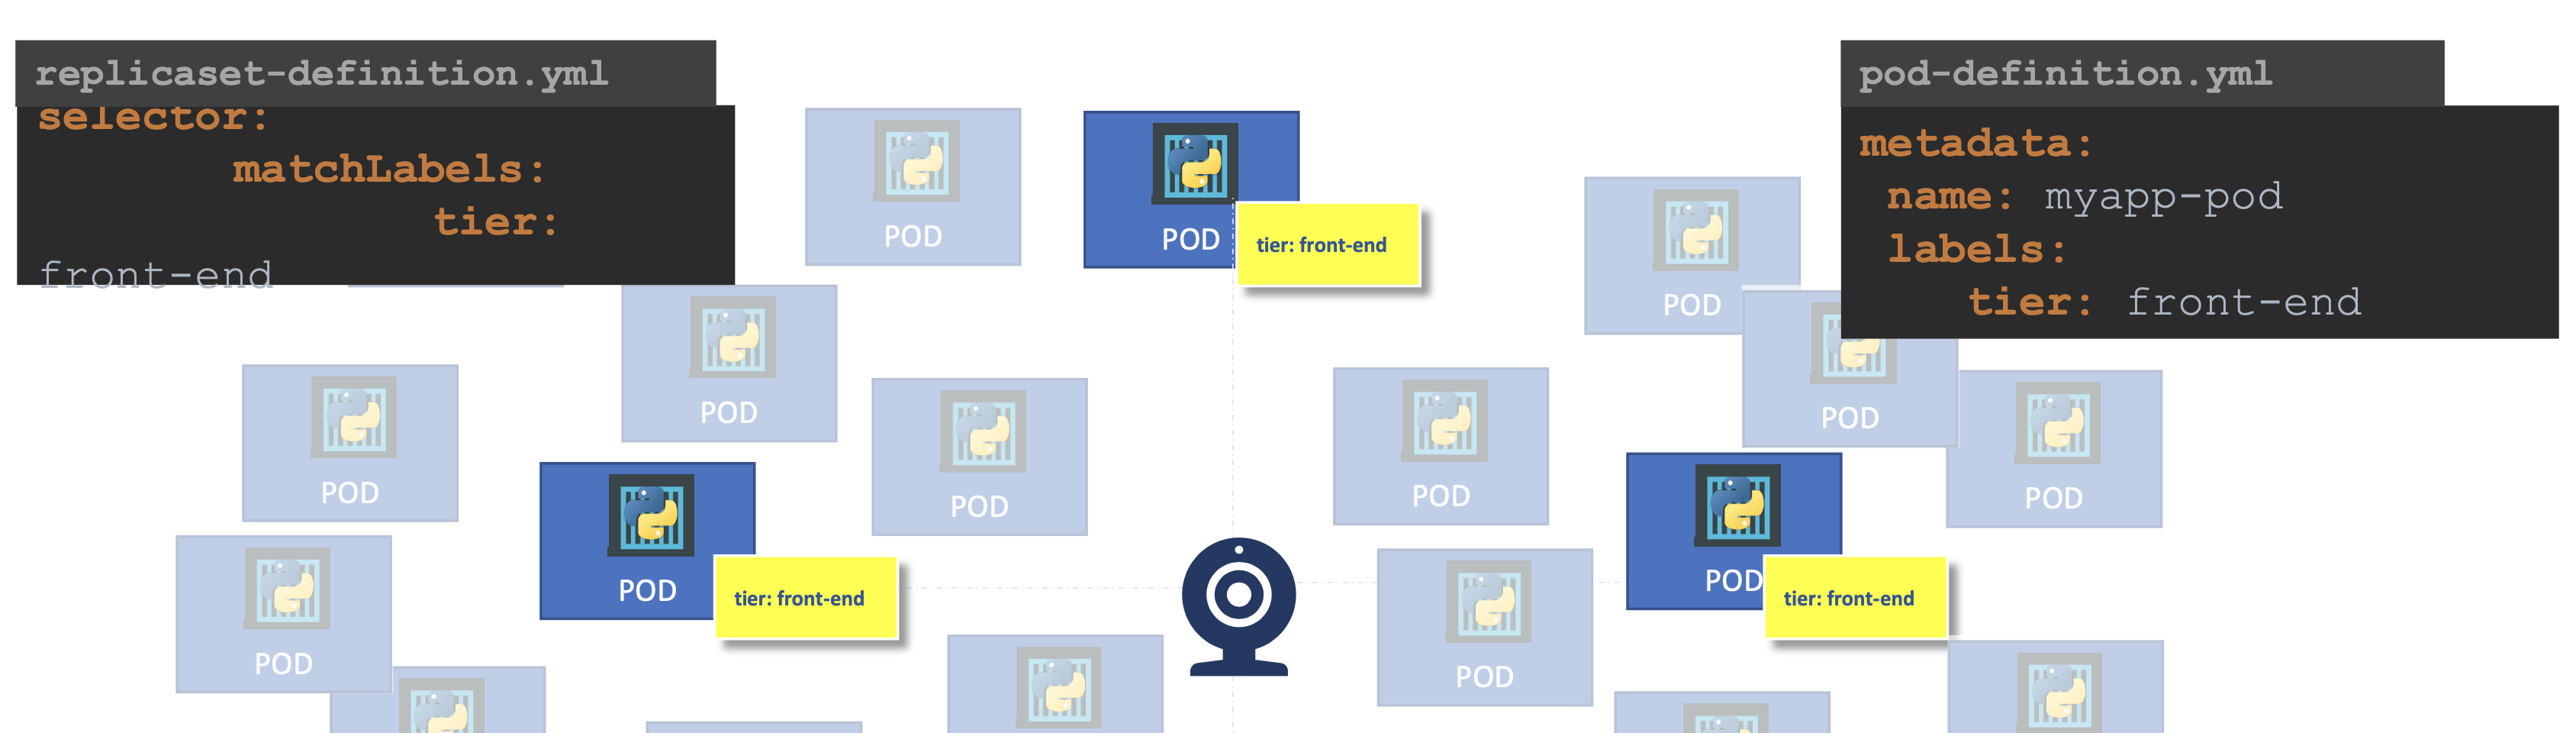 replicaset-definition.yml
selector:
matchLabels:
tier:
front-end
pod-definition.yml
metadata:
name: myapp-pod
labels:
tier: front-end
POD
POD
tier: front-end
POD
POD
POD
POD
POD
POD
POD
POD
tier: front-end
POD
tier: front-end
POD
POD